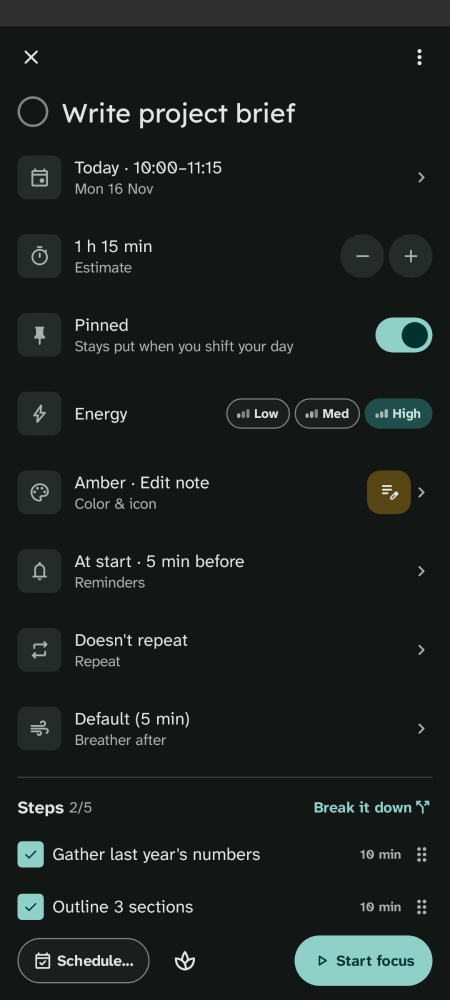 Write project brief
Today · 10:00–11:15
Mon 16 Nov
1 h 15 min
Estimate
Pinned
Stays put when you shift your day
Energy
Low
Med
High
Amber · Edit note
Color & icon
At start · 5 min before
Reminders
Doesn't repeat
Repeat
Default (5 min)
Breather after
Steps 2/5
Break it down
Gather last year's numbers
10 min
Outline 3 sections
10 min
Schedule...
Start focus